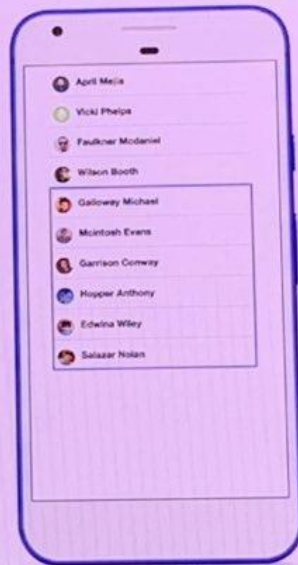 April Mejia
Vicki Phelps
Faulkner Mcdaniel
Wilson Booth
Galloway Michael
Mcintosh Evans
Garrison Conway
Hopper Anthony
Edwina Wiley
Salazar Nolan